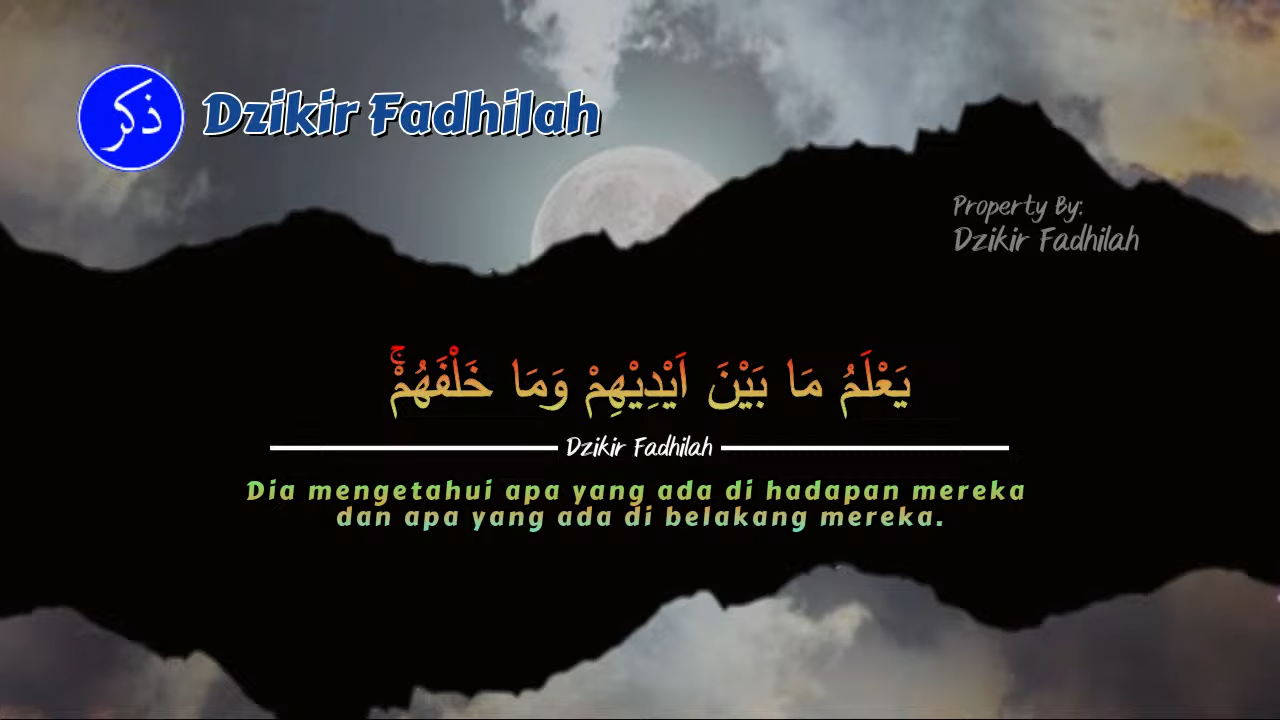 ذكر
Dzikir Fadhilah
Property By:
Dzikir Fadhilah
يَعْلَمُ مَا بَيْنَ اَيْدِيْهِمْ وَمَا خَلْفَهُمْۚ
Dzikir Fadhilah
Dia mengetahui apa yang ada di hadapan mereka
dan apa yang ada di belakang mereka.